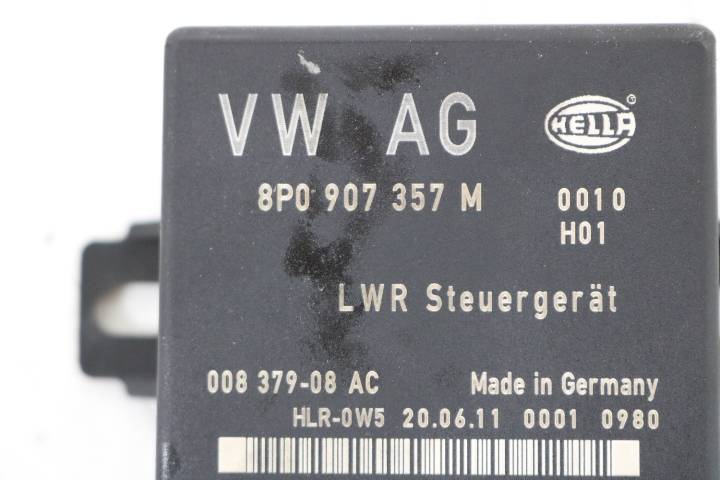 VW AG HELLA
8P0 907 357 M 0010
H01
LWR Steuergerät
008 379-08 AC Made in Germany
HLR-0W5 20.06.11 0001 0980